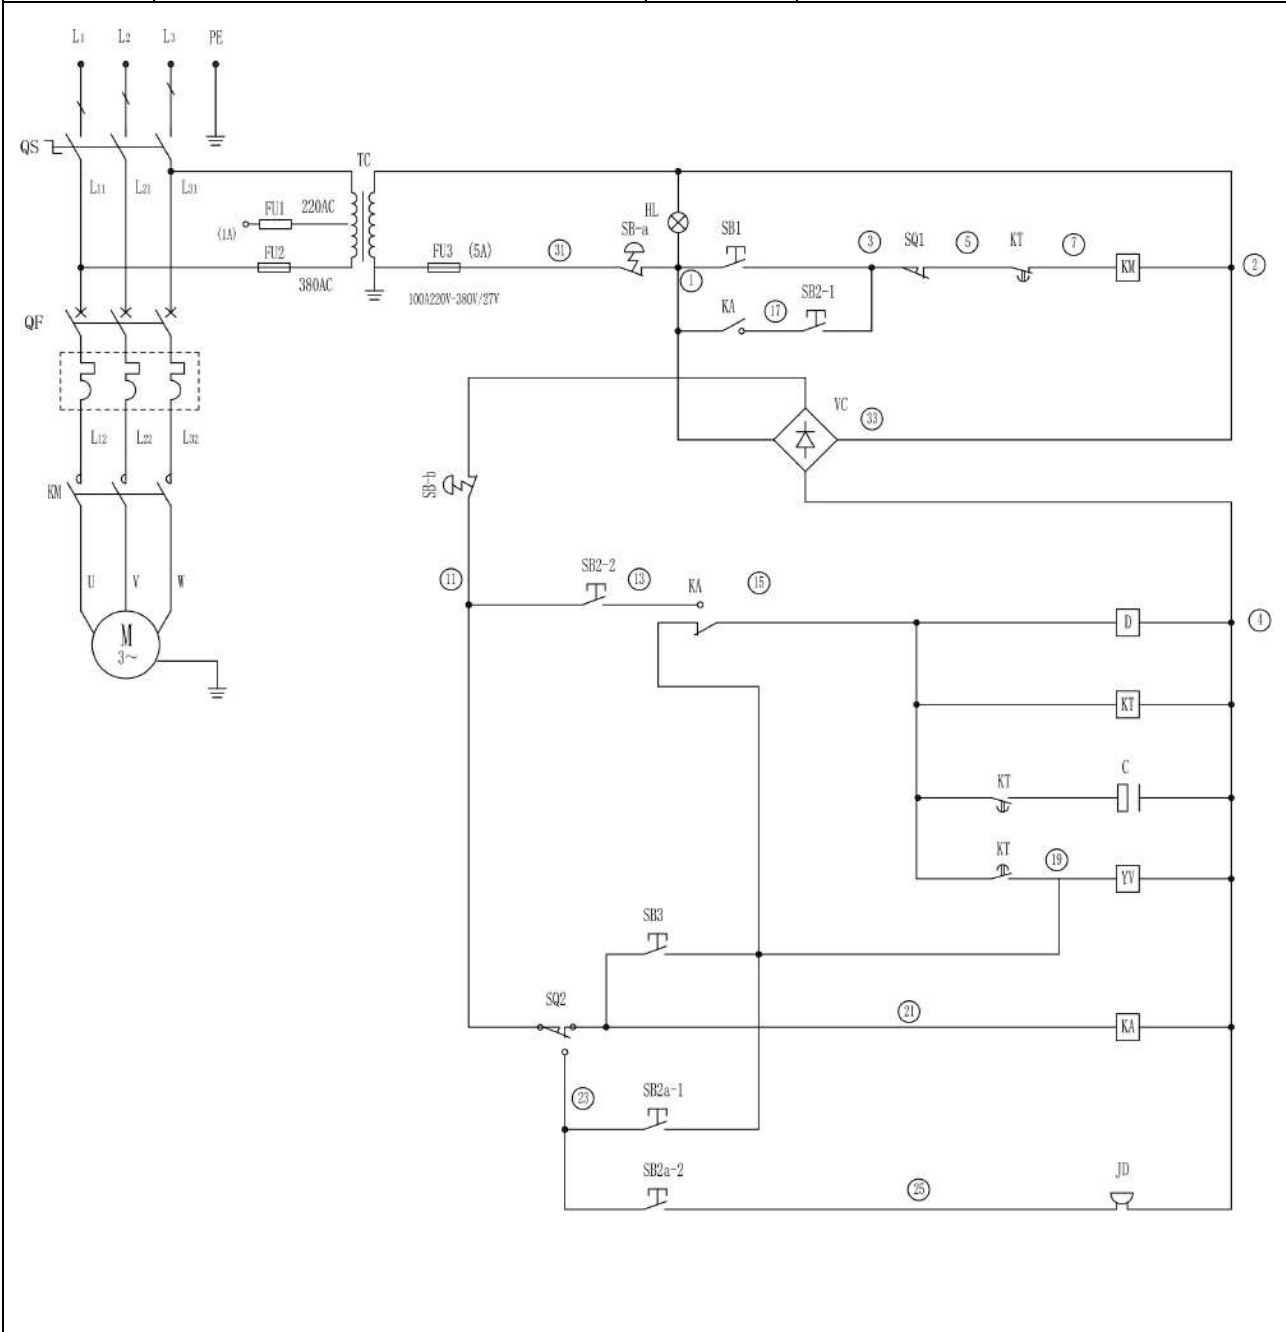 L1 L2 L3 PE
QS
TC
L11 L21 L31
FU1 220AC
HL
SB-a SB1
(1A)
3 SQ1 5 KT 7
FU2
FU3 (5A) 31
KM 2
380AC
1
100A220V-380V/27V
SB2-1
KA 17
QF
VC 33
L12 L22 L32
SB-b
KM
SB2-2
11 13 KA 15
U V W
D 4
M
3~
KT
C
KT
KT 19
YV
SB3
SQ2
21
KA
SB2a-1
23
SB2a-2 JD
25